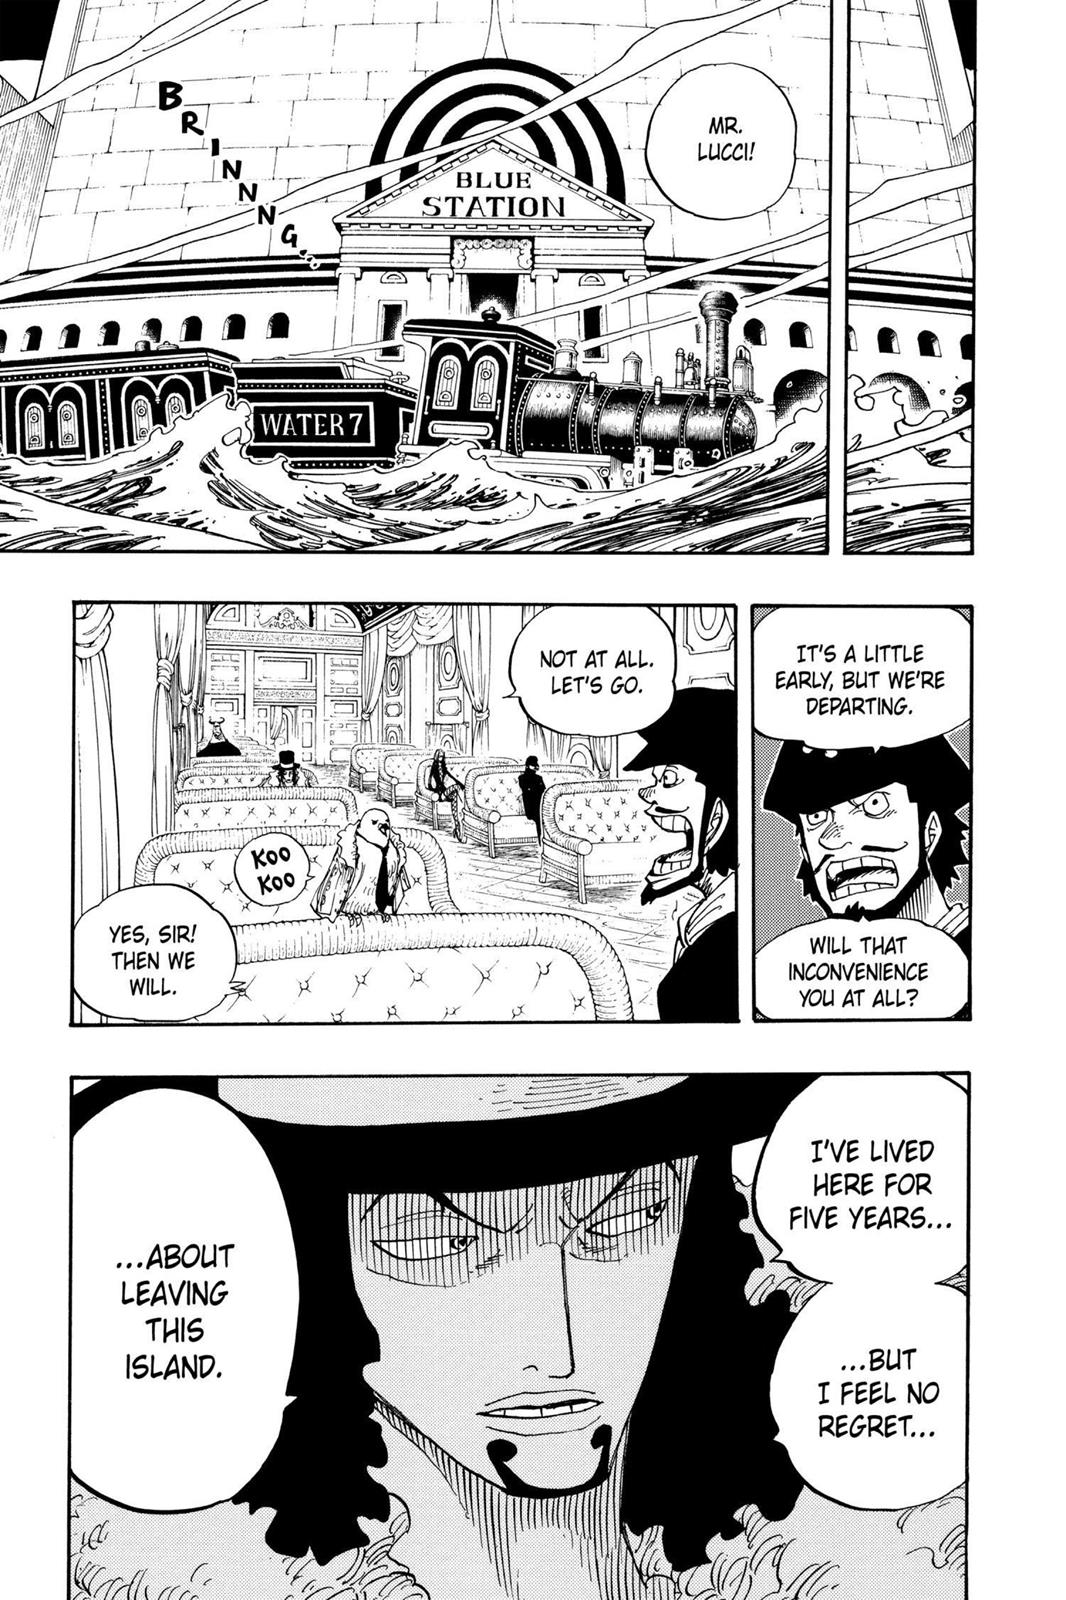 MR.
LUCCI!
BRINNNG...
BLUE
STATION
WATER 7
IT'S A LITTLE
EARLY, BUT WE'RE
DEPARTING.
WILL THAT
INCONVENIENCE
YOU AT ALL?
NOT AT ALL.
LET'S GO.
KOO
KOO
YES, SIR!
THEN WE
WILL.
I'VE LIVED
HERE FOR
FIVE YEARS...
...BUT
I FEEL NO
REGRET...
...ABOUT
LEAVING
THIS
ISLAND.